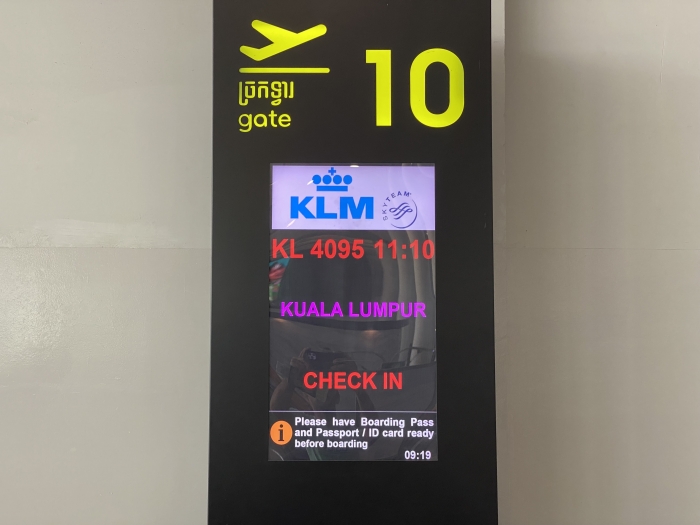 ច្រកទ្វារ
gate
10
KLM
SKYTEAM
KL 4095 11:10
KUALA LUMPUR
CHECK IN
i
Please have Boarding Pass
and Passport / ID card ready
before boarding
09:19